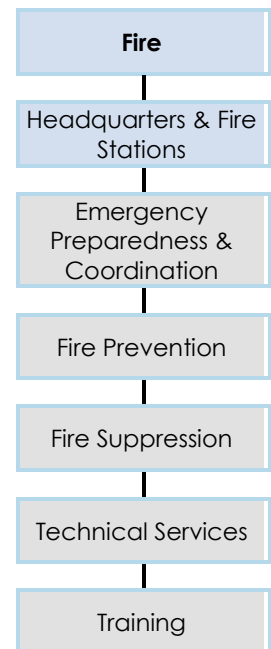 Fire
Headquarters & Fire
Stations
Emergency
Preparedness &
Coordination
Fire Prevention
Fire Suppression
Technical Services
Training